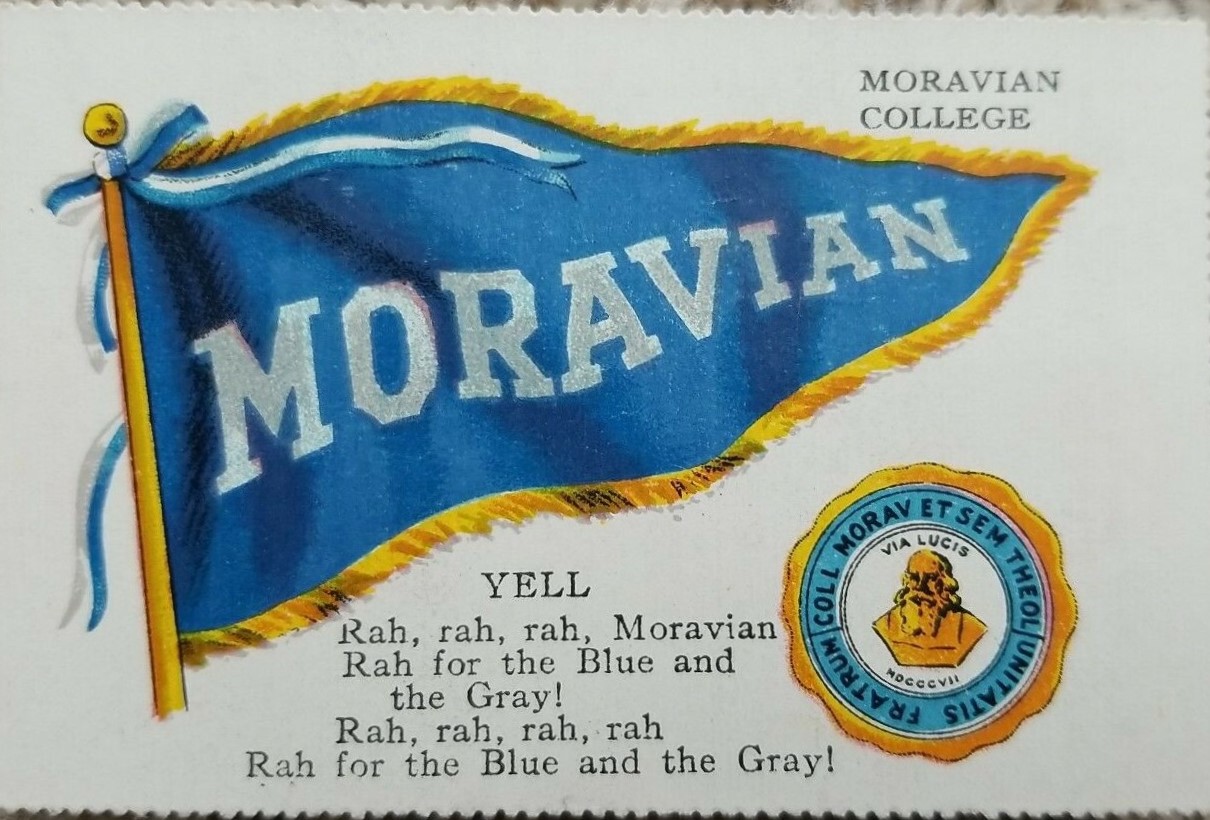 MORAVIAN
COLLEGE
MORAVIAN
YELL
Rah, rah, rah, Moravian
Rah for the Blue and
the Gray!
Rah, rah, rah, rah
Rah for the Blue and the Gray!
COLL MORAV ET SEM THEOL UNITATIS FRATRUM
VIA LUCIS
MDCCCVII